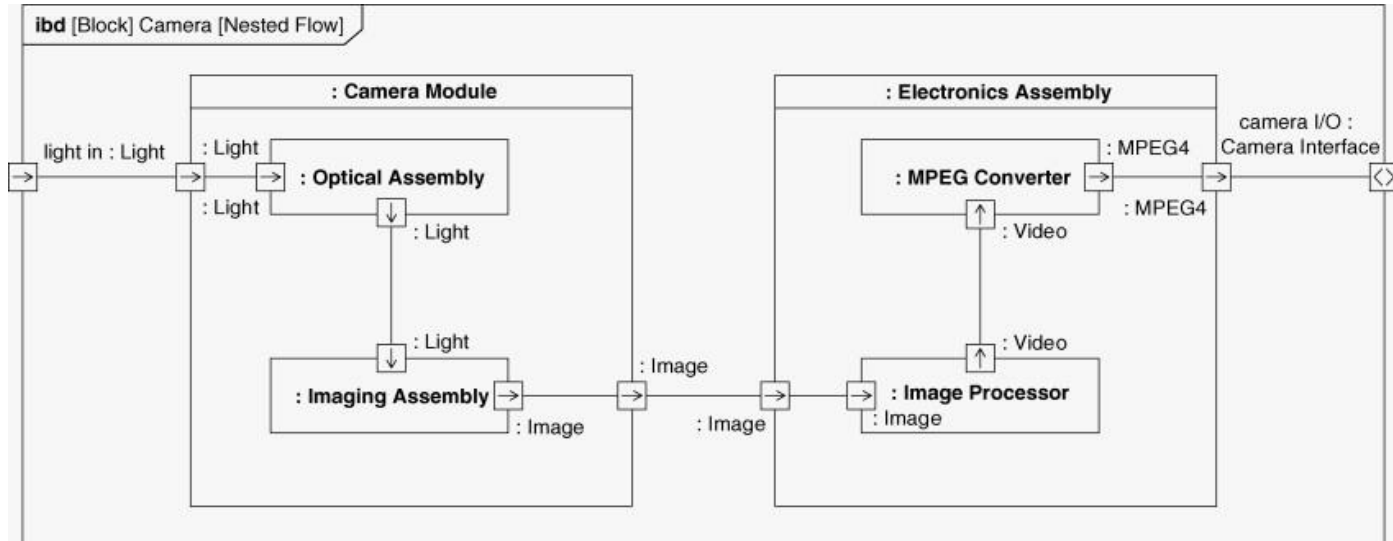 ibd [Block] Camera [Nested Flow]
: Camera Module
: Electronics Assembly
light in : Light
: Light
: Light
: Optical Assembly
: Light
: Light
: Imaging Assembly
: Image
: Image
: Image
: Image
: Image Processor
: Video
: Video
: MPEG Converter
: MPEG4
: MPEG4
camera I/O :
Camera Interface